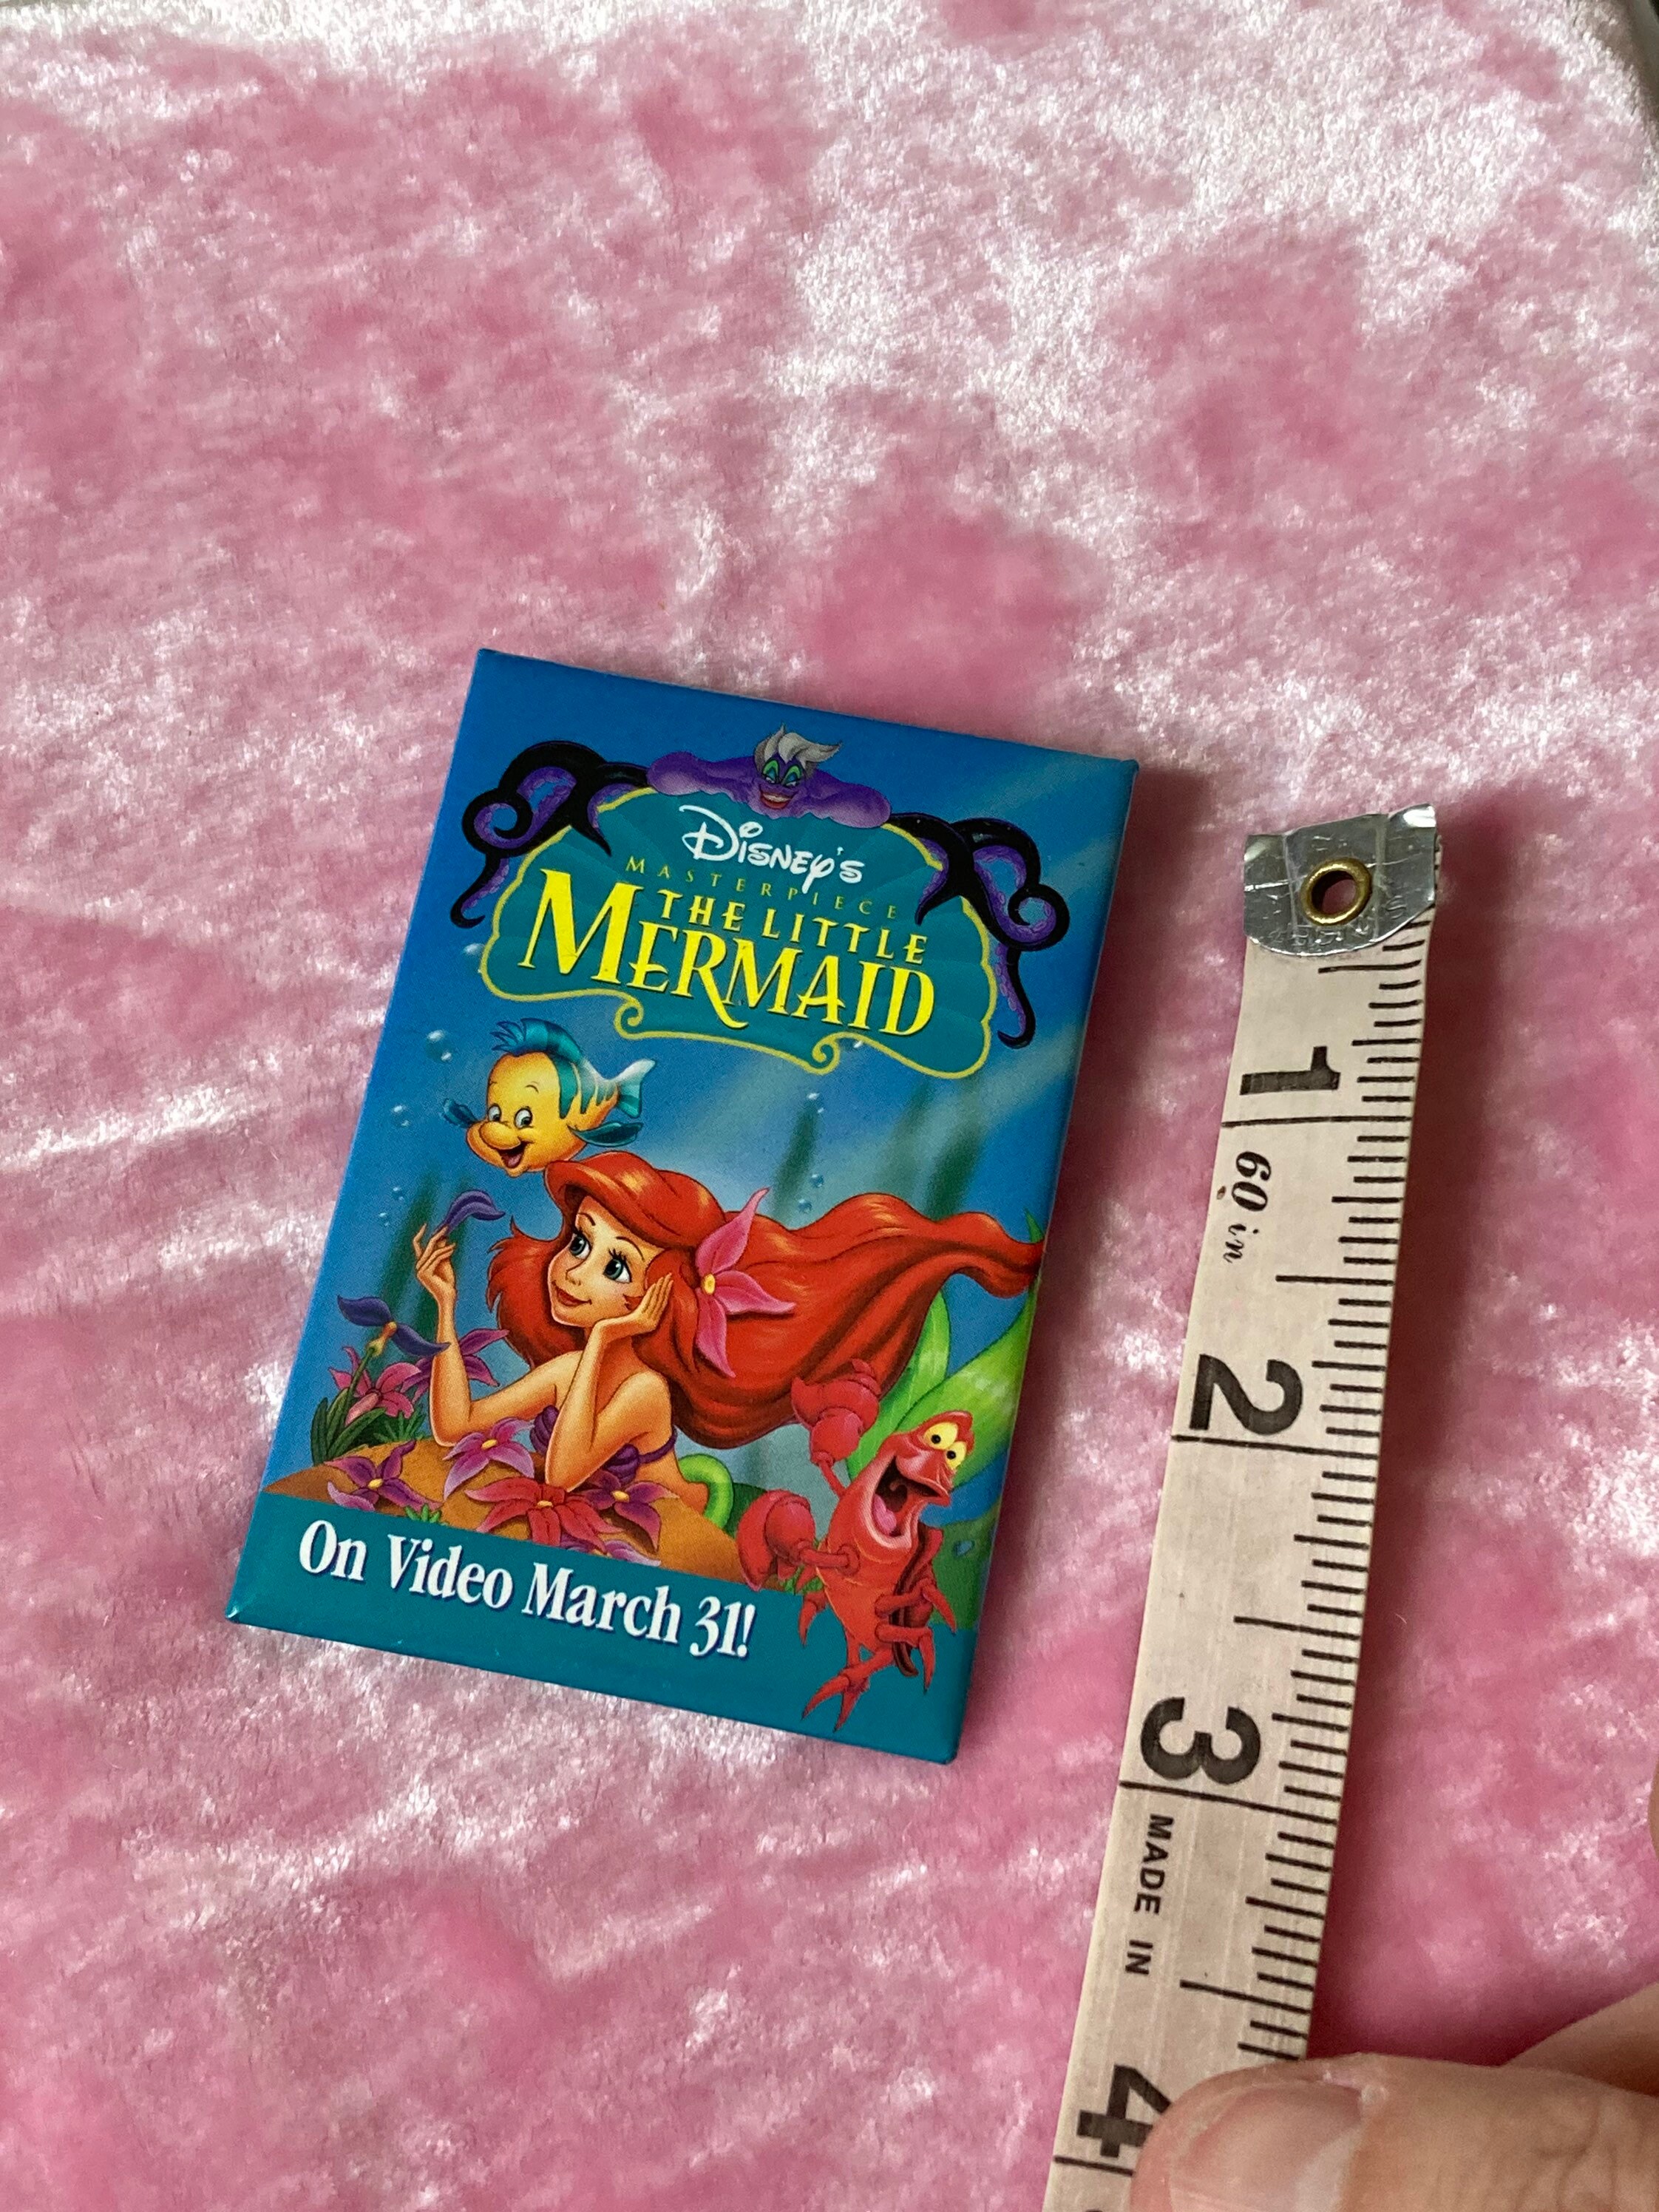 Disney's
MASTERPIECE
THE LITTLE
MERMAID
On Video March 31!
1
60 in
2
3
MADE IN
4